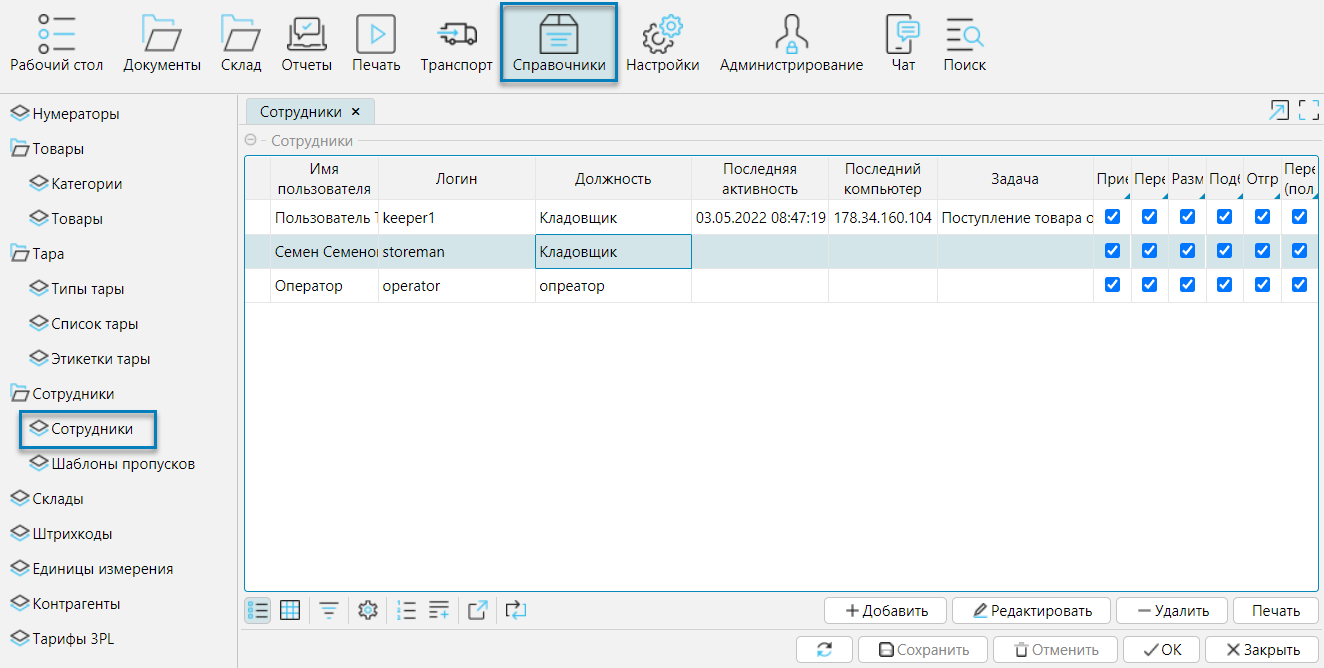 Рабочий стол Документы Склад Отчеты Печать Транспорт Справочники Настройки Администрирование Чат Поиск
Нумераторы
Товары
Категории
Товары
Тара
Типы тары
Список тары
Этикетки тары
Сотрудники
Сотрудники
Шаблоны пропусков
Склады
Штрихкоды
Единицы измерения
Контрагенты
Тарифы 3PL
Сотрудники ×
Сотрудники
Имя пользователя Логин Должность Последняя активность Последний компьютер Задача Прие Пере Разм Подб Отгр Пере (пол
Пользователь Т keeper1 Кладовщик 03.05.2022 08:47:19 178.34.160.104 Поступление товара о
Семен Семено storeman Кладовщик
Оператор operator опреатор
Добавить Редактировать Удалить Печать
Сохранить Отменить OK Закрыть